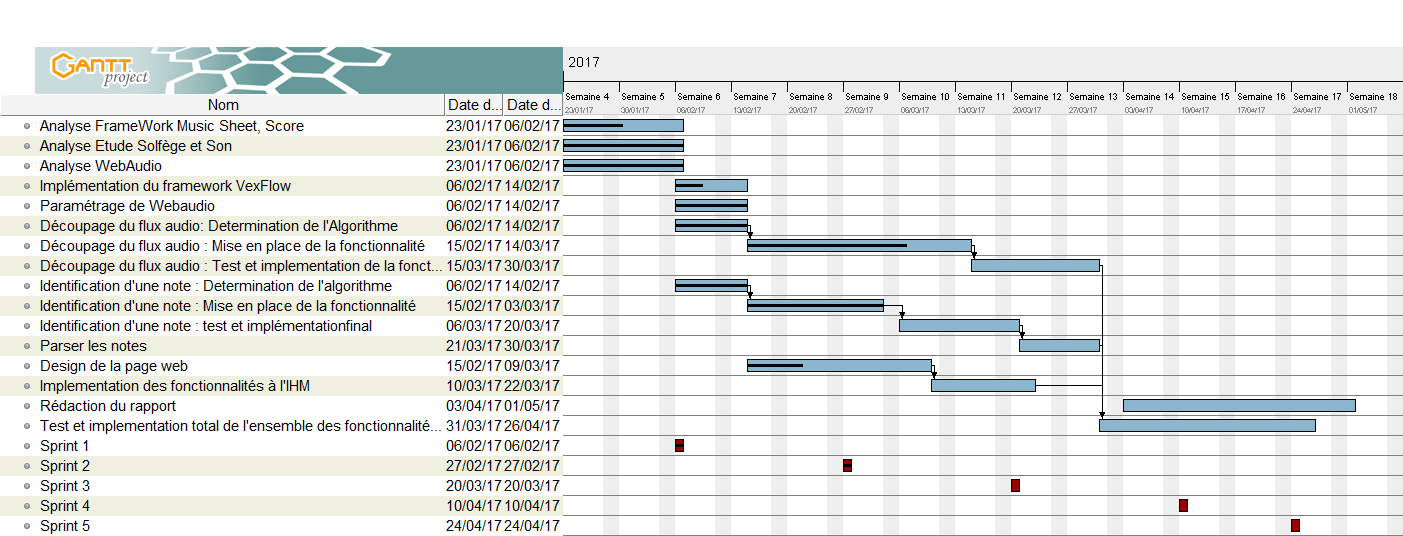 GANTT
project
2017
Nom Date d... Date d...
Semaine 4 Semaine 5 Semaine 6 Semaine 7 Semaine 8 Semaine 9 Semaine 10 Semaine 11 Semaine 12 Semaine 13 Semaine 14 Semaine 15 Semaine 16 Semaine 17 Semaine 18
23/01/17 30/01/17 06/02/17 13/02/17 20/02/17 27/02/17 06/03/17 13/03/17 20/03/17 27/03/17 03/04/17 10/04/17 17/04/17 24/04/17 01/05/17
Analyse FrameWork Music Sheet, Score 23/01/17 06/02/17
Analyse Etude Solfège et Son 23/01/17 06/02/17
Analyse WebAudio 23/01/17 06/02/17
Implémentation du framework VexFlow 06/02/17 14/02/17
Paramétrage de Webaudio 06/02/17 14/02/17
Découpage du flux audio: Determination de l'Algorithme 06/02/17 14/02/17
Découpage du flux audio : Mise en place de la fonctionnalité 15/02/17 14/03/17
Découpage du flux audio : Test et implementation de la fonct... 15/03/17 30/03/17
Identification d'une note : Determination de l'algorithme 06/02/17 14/02/17
Identification d'une note : Mise en place de la fonctionnalité 15/02/17 03/03/17
Identification d'une note : test et implémentationfinal 06/03/17 20/03/17
Parser les notes 21/03/17 30/03/17
Design de la page web 15/02/17 09/03/17
Implementation des fonctionnalités à l'IHM 10/03/17 22/03/17
Rédaction du rapport 03/04/17 01/05/17
Test et implementation total de l'ensemble des fonctionnalité... 31/03/17 26/04/17
Sprint 1 06/02/17 06/02/17
Sprint 2 27/02/17 27/02/17
Sprint 3 20/03/17 20/03/17
Sprint 4 10/04/17 10/04/17
Sprint 5 24/04/17 24/04/17